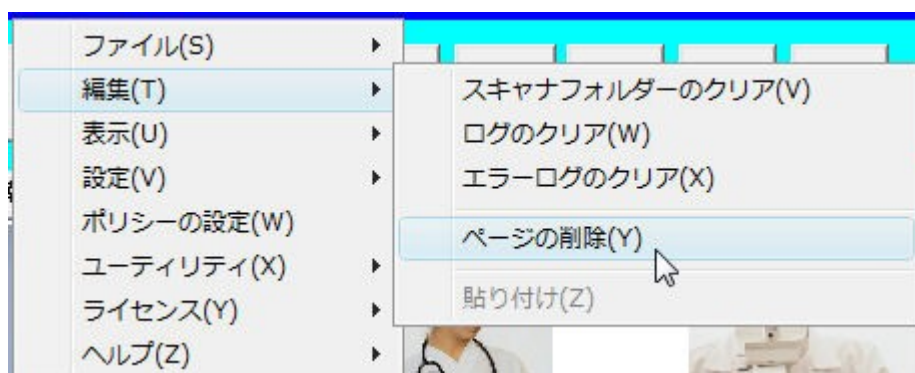 ファイル(S)
編集(T)
表示(U)
設定(V)
ポリシーの設定(W)
ユーティリティ(X)
ライセンス(Y)
ヘルプ(Z)
スキャナフォルダーのクリア(V)
ログのクリア(W)
エラーログのクリア(X)
ページの削除(Y)
貼り付け(Z)